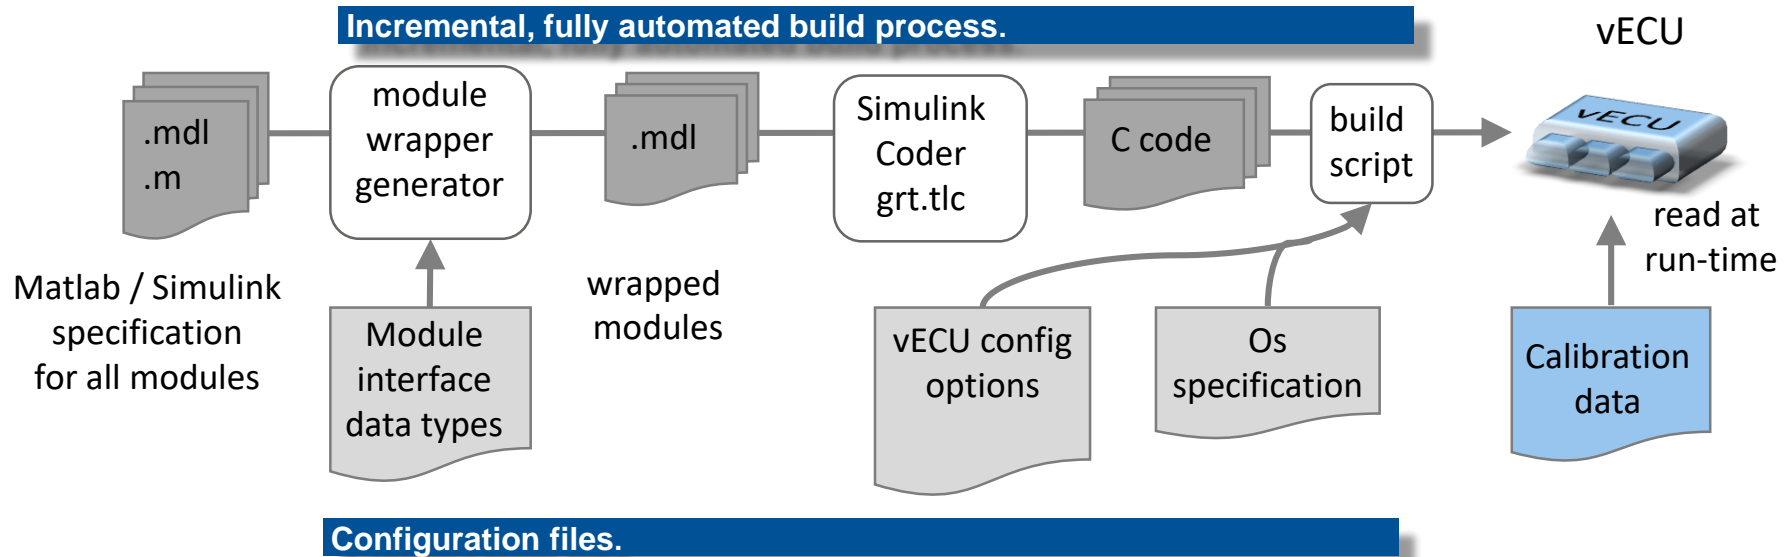 Incremental, fully automated build process.
vECU
.mdl
.m
module
wrapper
generator
.mdl
Simulink
Coder
grt.tlc
C code
build
script
vECU
read at
run-time
Matlab / Simulink
specification
for all modules
wrapped
modules
Module
interface
data types
vECU config
options
Os
specification
Calibration
data
Configuration files.